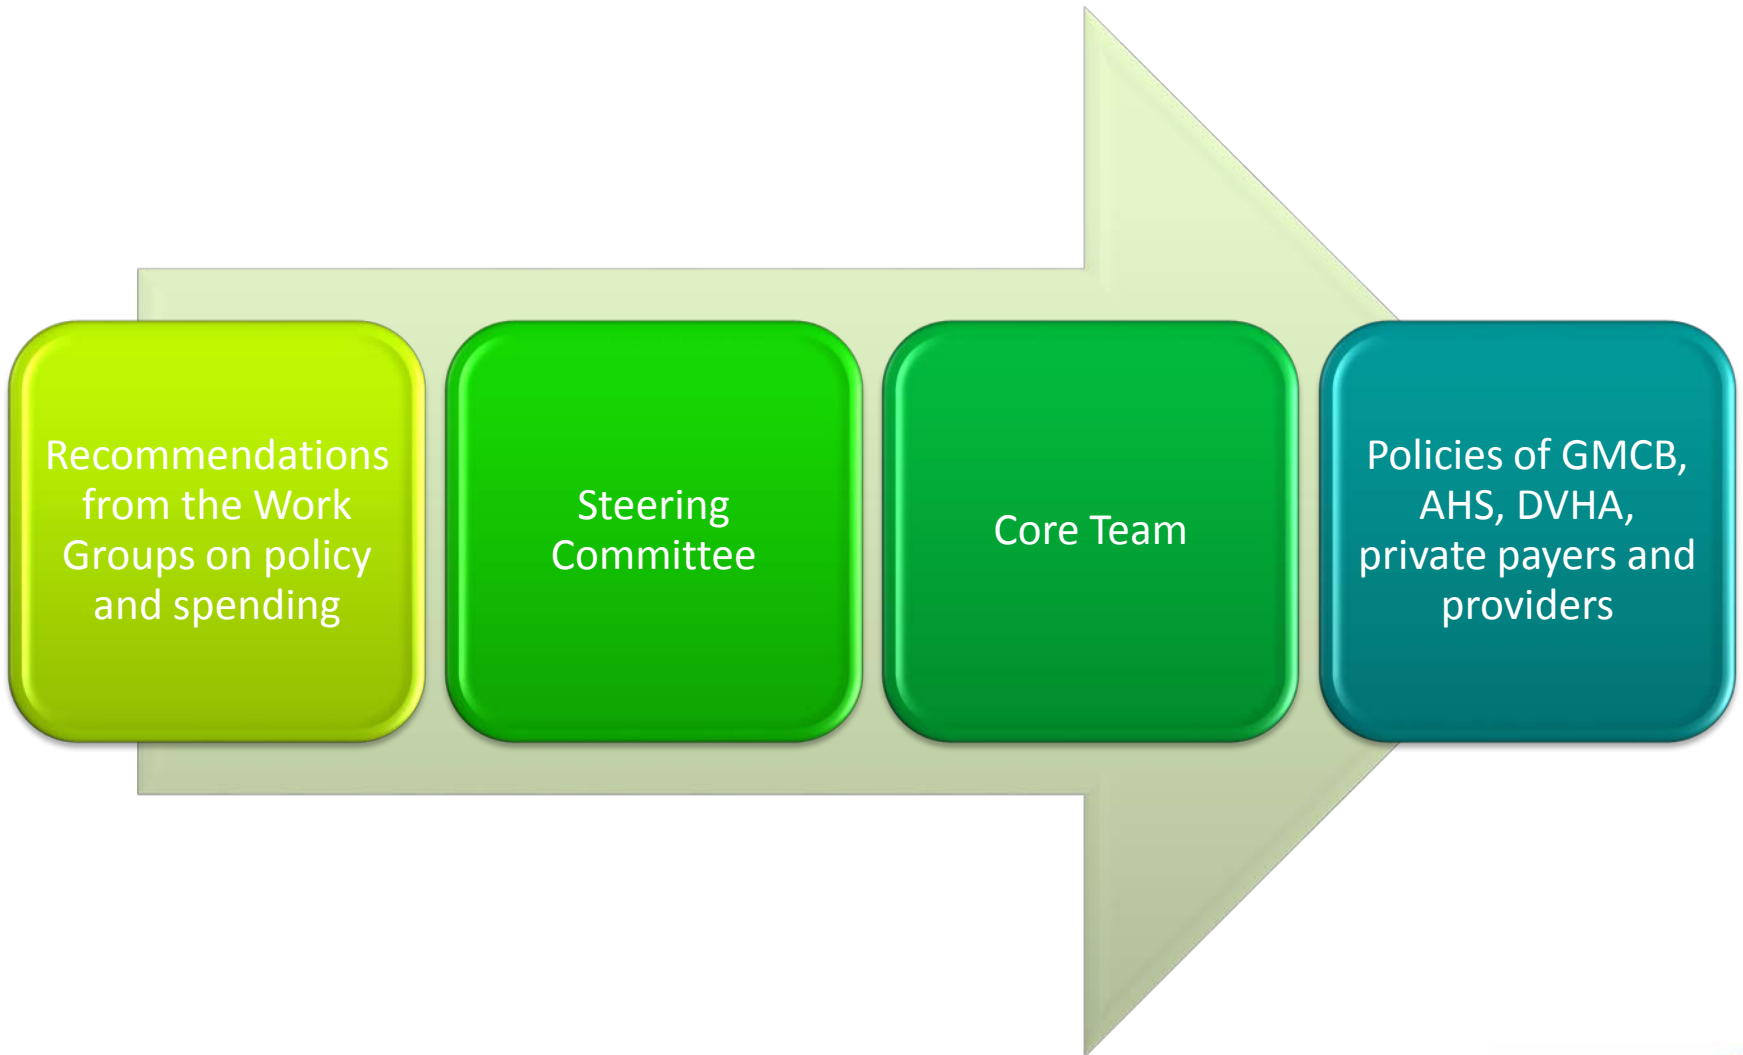 Recommendations
from the Work
Groups on policy
and spending
Steering
Committee
Core Team
Policies of GMCB,
AHS, DVHA,
private payers and
providers